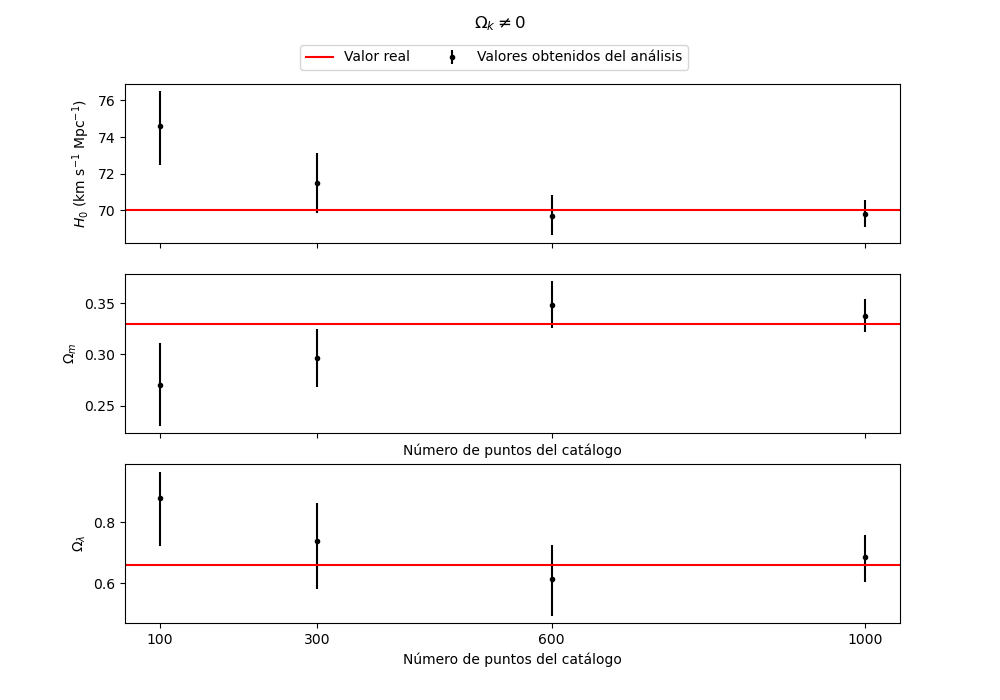 Ωₖ ≠ 0
Valor real
Valores obtenidos del análisis
H₀ (km s⁻¹ Mpc⁻¹)
76
74
72
70
Ωₘ
0.35
0.30
0.25
Número de puntos del catálogo
Ω_λ
0.8
0.6
100 300 600 1000
Número de puntos del catálogo